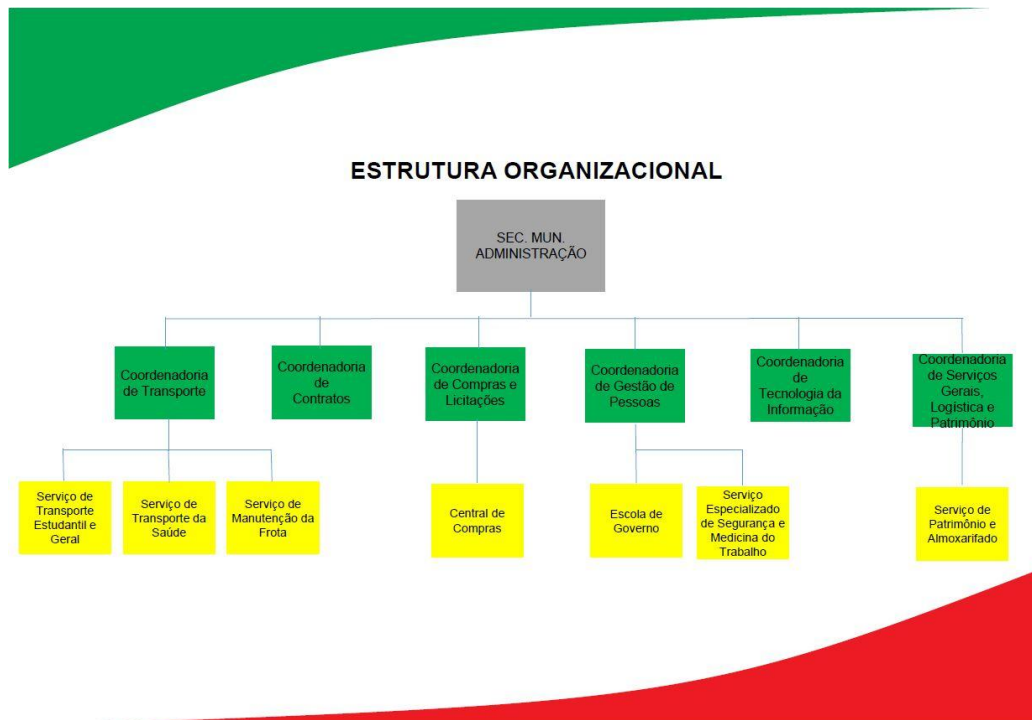 ESTRUTURA ORGANIZACIONAL
SEC. MUN.
ADMINISTRAÇÃO
Coordenadoria
de Transporte
Coordenadoria
de
Contratos
Coordenadoria
de Compras e
Licitações
Coordenadoria
de Gestão de
Pessoas
Coordenadoria
de
Tecnologia da
Informação
Coordenadoria
de Serviços
Gerais,
Logística e
Patrimônio
Serviço de
Transporte
Estudantil e
Geral
Serviço de
Transporte da
Saúde
Serviço de
Manutenção da
Frota
Central de
Compras
Escola de
Governo
Serviço
Especializado
de Segurança e
Medicina do
Trabalho
Serviço de
Patrimônio e
Almoxarifado